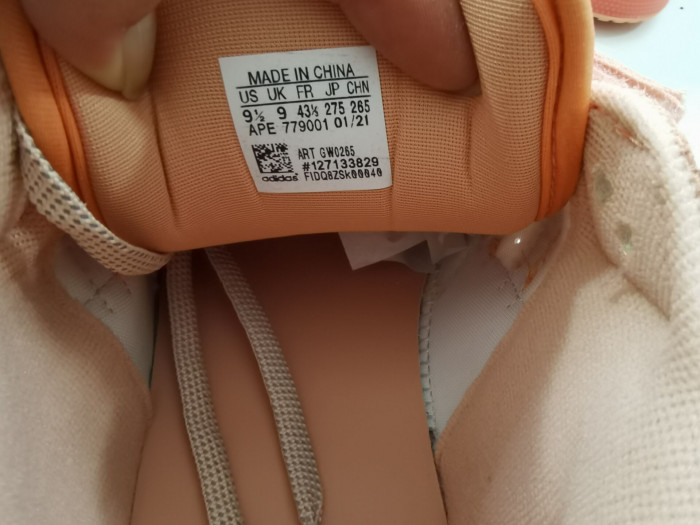 MADE IN CHINA
US UK FR JP CHN
9½ 9 43⅓ 275 265
APE 779001 01/21
ART GW0265
#127133829
adidas FIDQ8ZSk00040